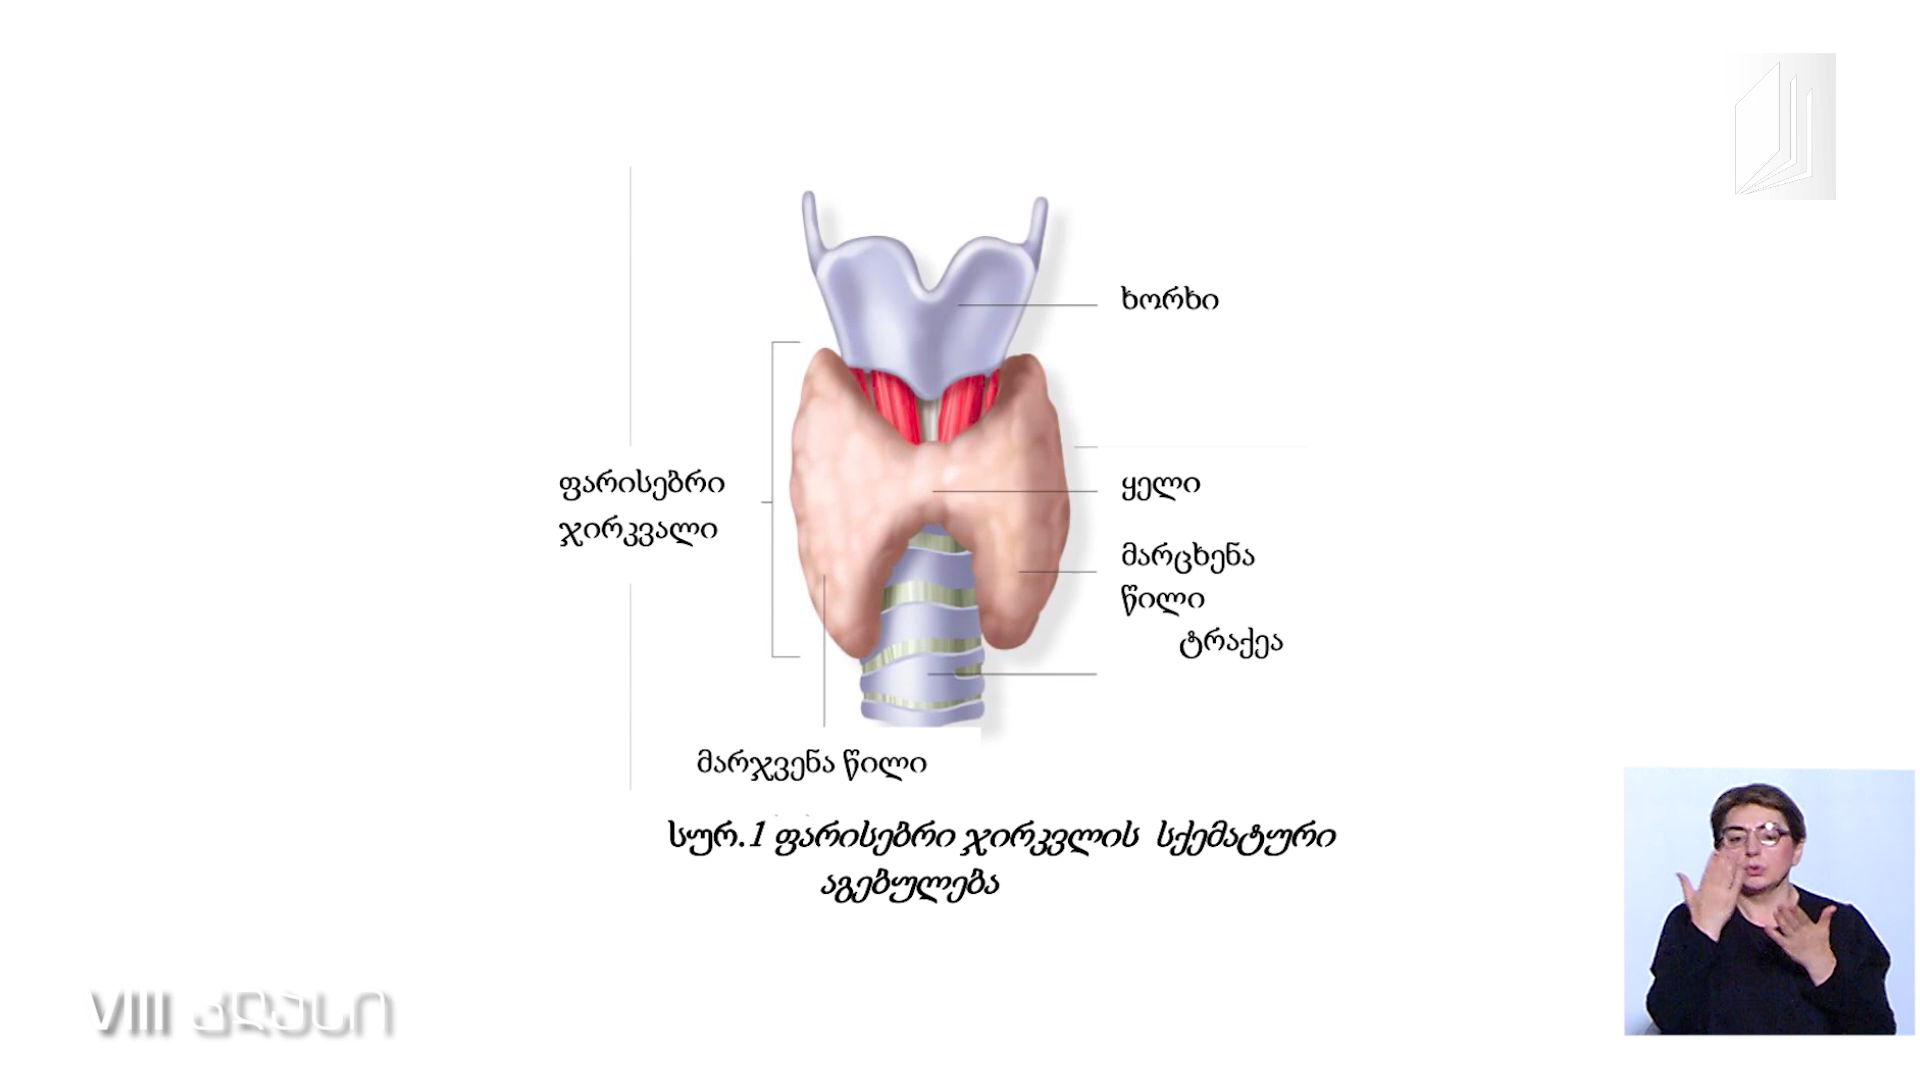 ხორხი
ფარისებრი
ჯირკვალი
ყელი
მარცხენა
წილი
ტრაქეა
მარჯვენა წილი
სურ.1 ფარისებრი ჯირკვლის სქემატური
აგებულება
VIII კლასი